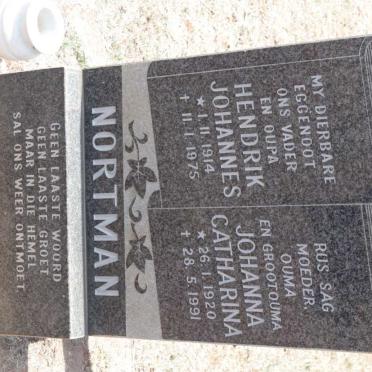 MY DIERBARE
EGGENOOT
ONS VADER
EN OUPA
HENDRIK
JOHANNES
★ 1. 11. 1914
† 11. 1. 1975
RUS SAG
MOEDER
OUMA
EN GROOTOUMA
JOHANNA
CATHARINA
★ 26. 1. 1920
† 28. 5. 1991
NORTMAN
GEEN LAASTE WOORD
GEEN LAASTE GROET
MAAR IN DIE HEMEL
SAL ONS WEER ONTMOET.